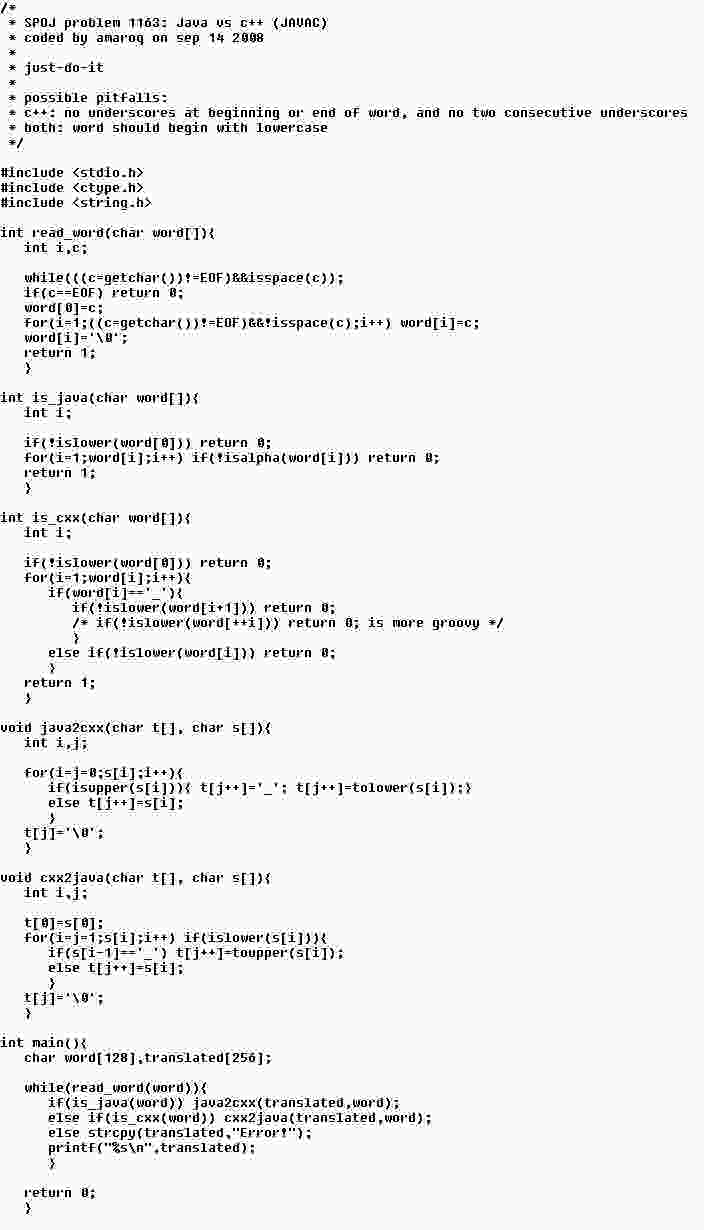 /*
 * SPOJ problem 1163: Java vs c++ (JAVAC)
 * coded by amaroq on sep 14 2008
 *
 * just-do-it
 *
 * possible pitfalls:
 * c++: no underscores at beginning or end of word, and no two consecutive underscores
 * both: word should begin with lowercase
 */

#include <stdio.h>
#include <ctype.h>
#include <string.h>

int read_word(char word[]){
   int i,c;

   while(((c=getchar())!=EOF)&&isspace(c));
   if(c==EOF) return 0;
   word[0]=c;
   for(i=1;((c=getchar())!=EOF)&&!isspace(c);i++) word[i]=c;
   word[i]='\0';
   return 1;
   }

int is_java(char word[]){
   int i;

   if(!islower(word[0])) return 0;
   for(i=1;word[i];i++) if(!isalpha(word[i])) return 0;
   return 1;
   }

int is_cxx(char word[]){
   int i;

   if(!islower(word[0])) return 0;
   for(i=1;word[i];i++){
      if(word[i]=='_'){
         if(!islower(word[i+1])) return 0;
         /* if(!islower(word[++i])) return 0; is more groovy */
         }
      else if(!islower(word[i])) return 0;
      }
   return 1;
   }

void java2cxx(char t[], char s[]){
   int i,j;

   for(i=j=0;s[i];i++){
      if(isupper(s[i])){ t[j++]='_'; t[j++]=tolower(s[i]);}
      else t[j++]=s[i];
      }
   t[j]='\0';
   }

void cxx2java(char t[], char s[]){
   int i,j;

   t[0]=s[0];
   for(i=j=1;s[i];i++) if(islower(s[i])){
      if(s[i-1]=='_') t[j++]=toupper(s[i]);
      else t[j++]=s[i];
      }
   t[j]='\0';
   }

int main(){
   char word[128],translated[256];

   while(read_word(word)){
      if(is_java(word)) java2cxx(translated,word);
      else if(is_cxx(word)) cxx2java(translated,word);
      else strcpy(translated,"Error!");
      printf("%s\n",translated);
      }

   return 0;
   }